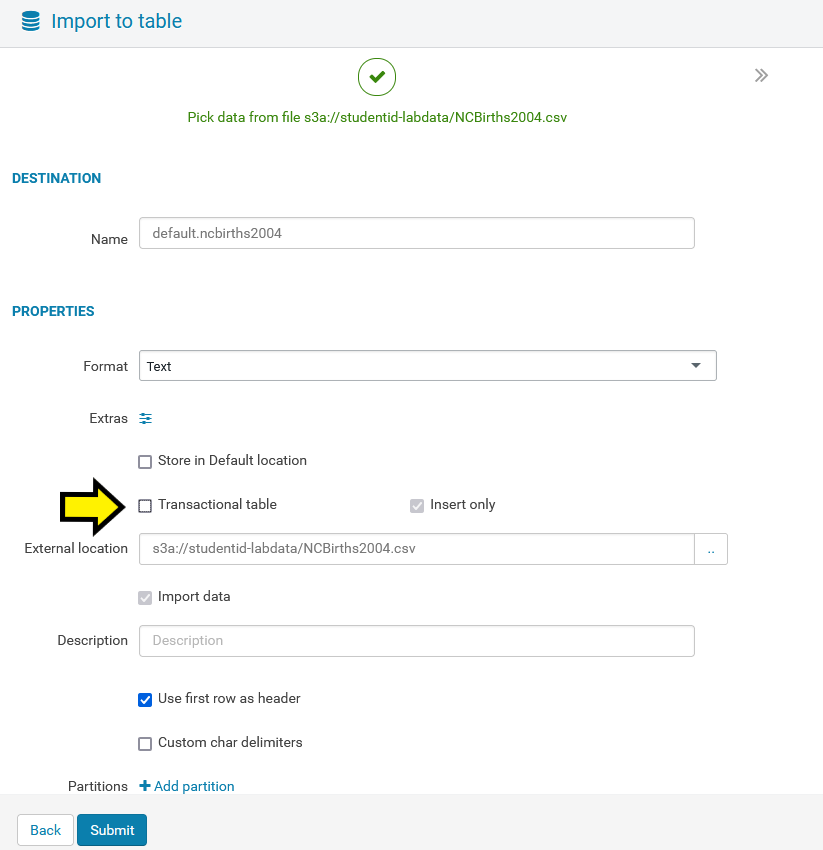 Import to table
Pick data from file s3a://studentid-labdata/NCBirths2004.csv
DESTINATION
Name default.ncbirths2004
PROPERTIES
Format Text
Extras
Store in Default location
Transactional table Insert only
External location s3a://studentid-labdata/NCBirths2004.csv ..
Import data
Description Description
Use first row as header
Custom char delimiters
Partitions Add partition
Back Submit